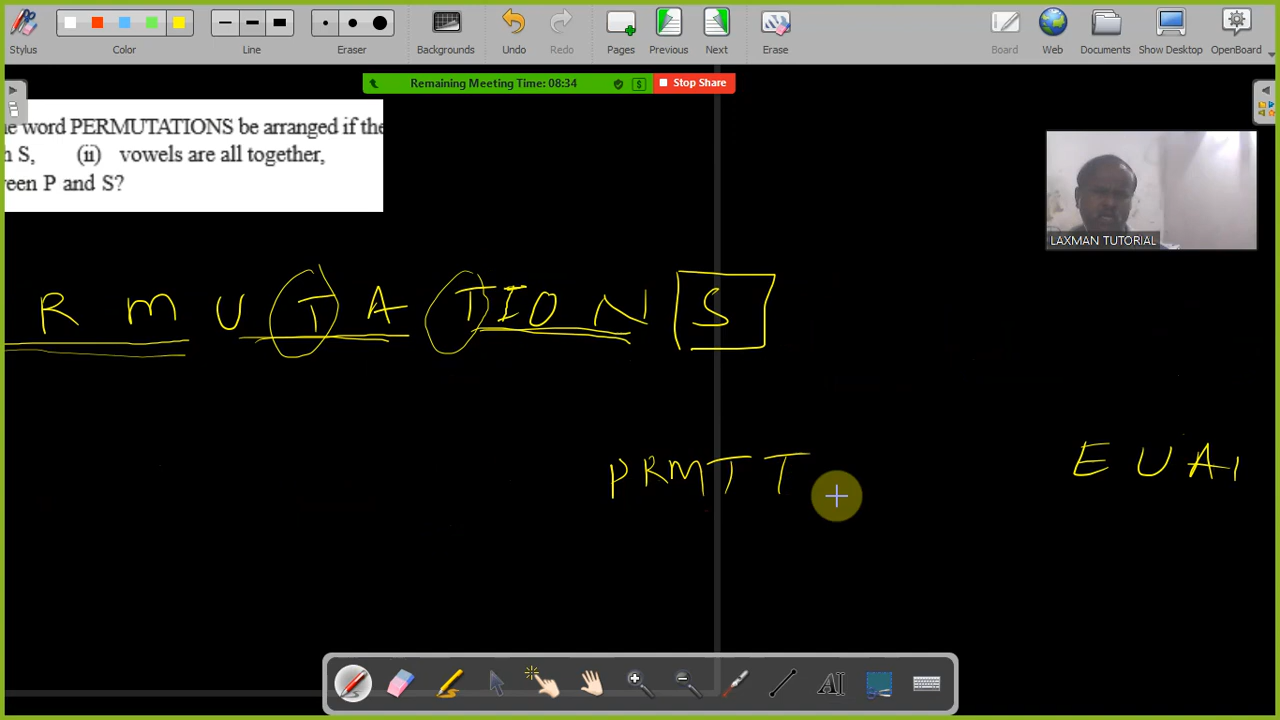 Stylus Color Line Eraser Backgrounds Undo Redo Pages Previous Next Erase Board Web Documents Show Desktop OpenBoard
Remaining Meeting Time: 08:34 $ Stop Share
e word PERMUTATIONS be arranged if the
n S, (ii) vowels are all together,
reen P and S?
LAXMAN TUTORIAL
R M U T A T I O N S
P R M T T E U A I
AI